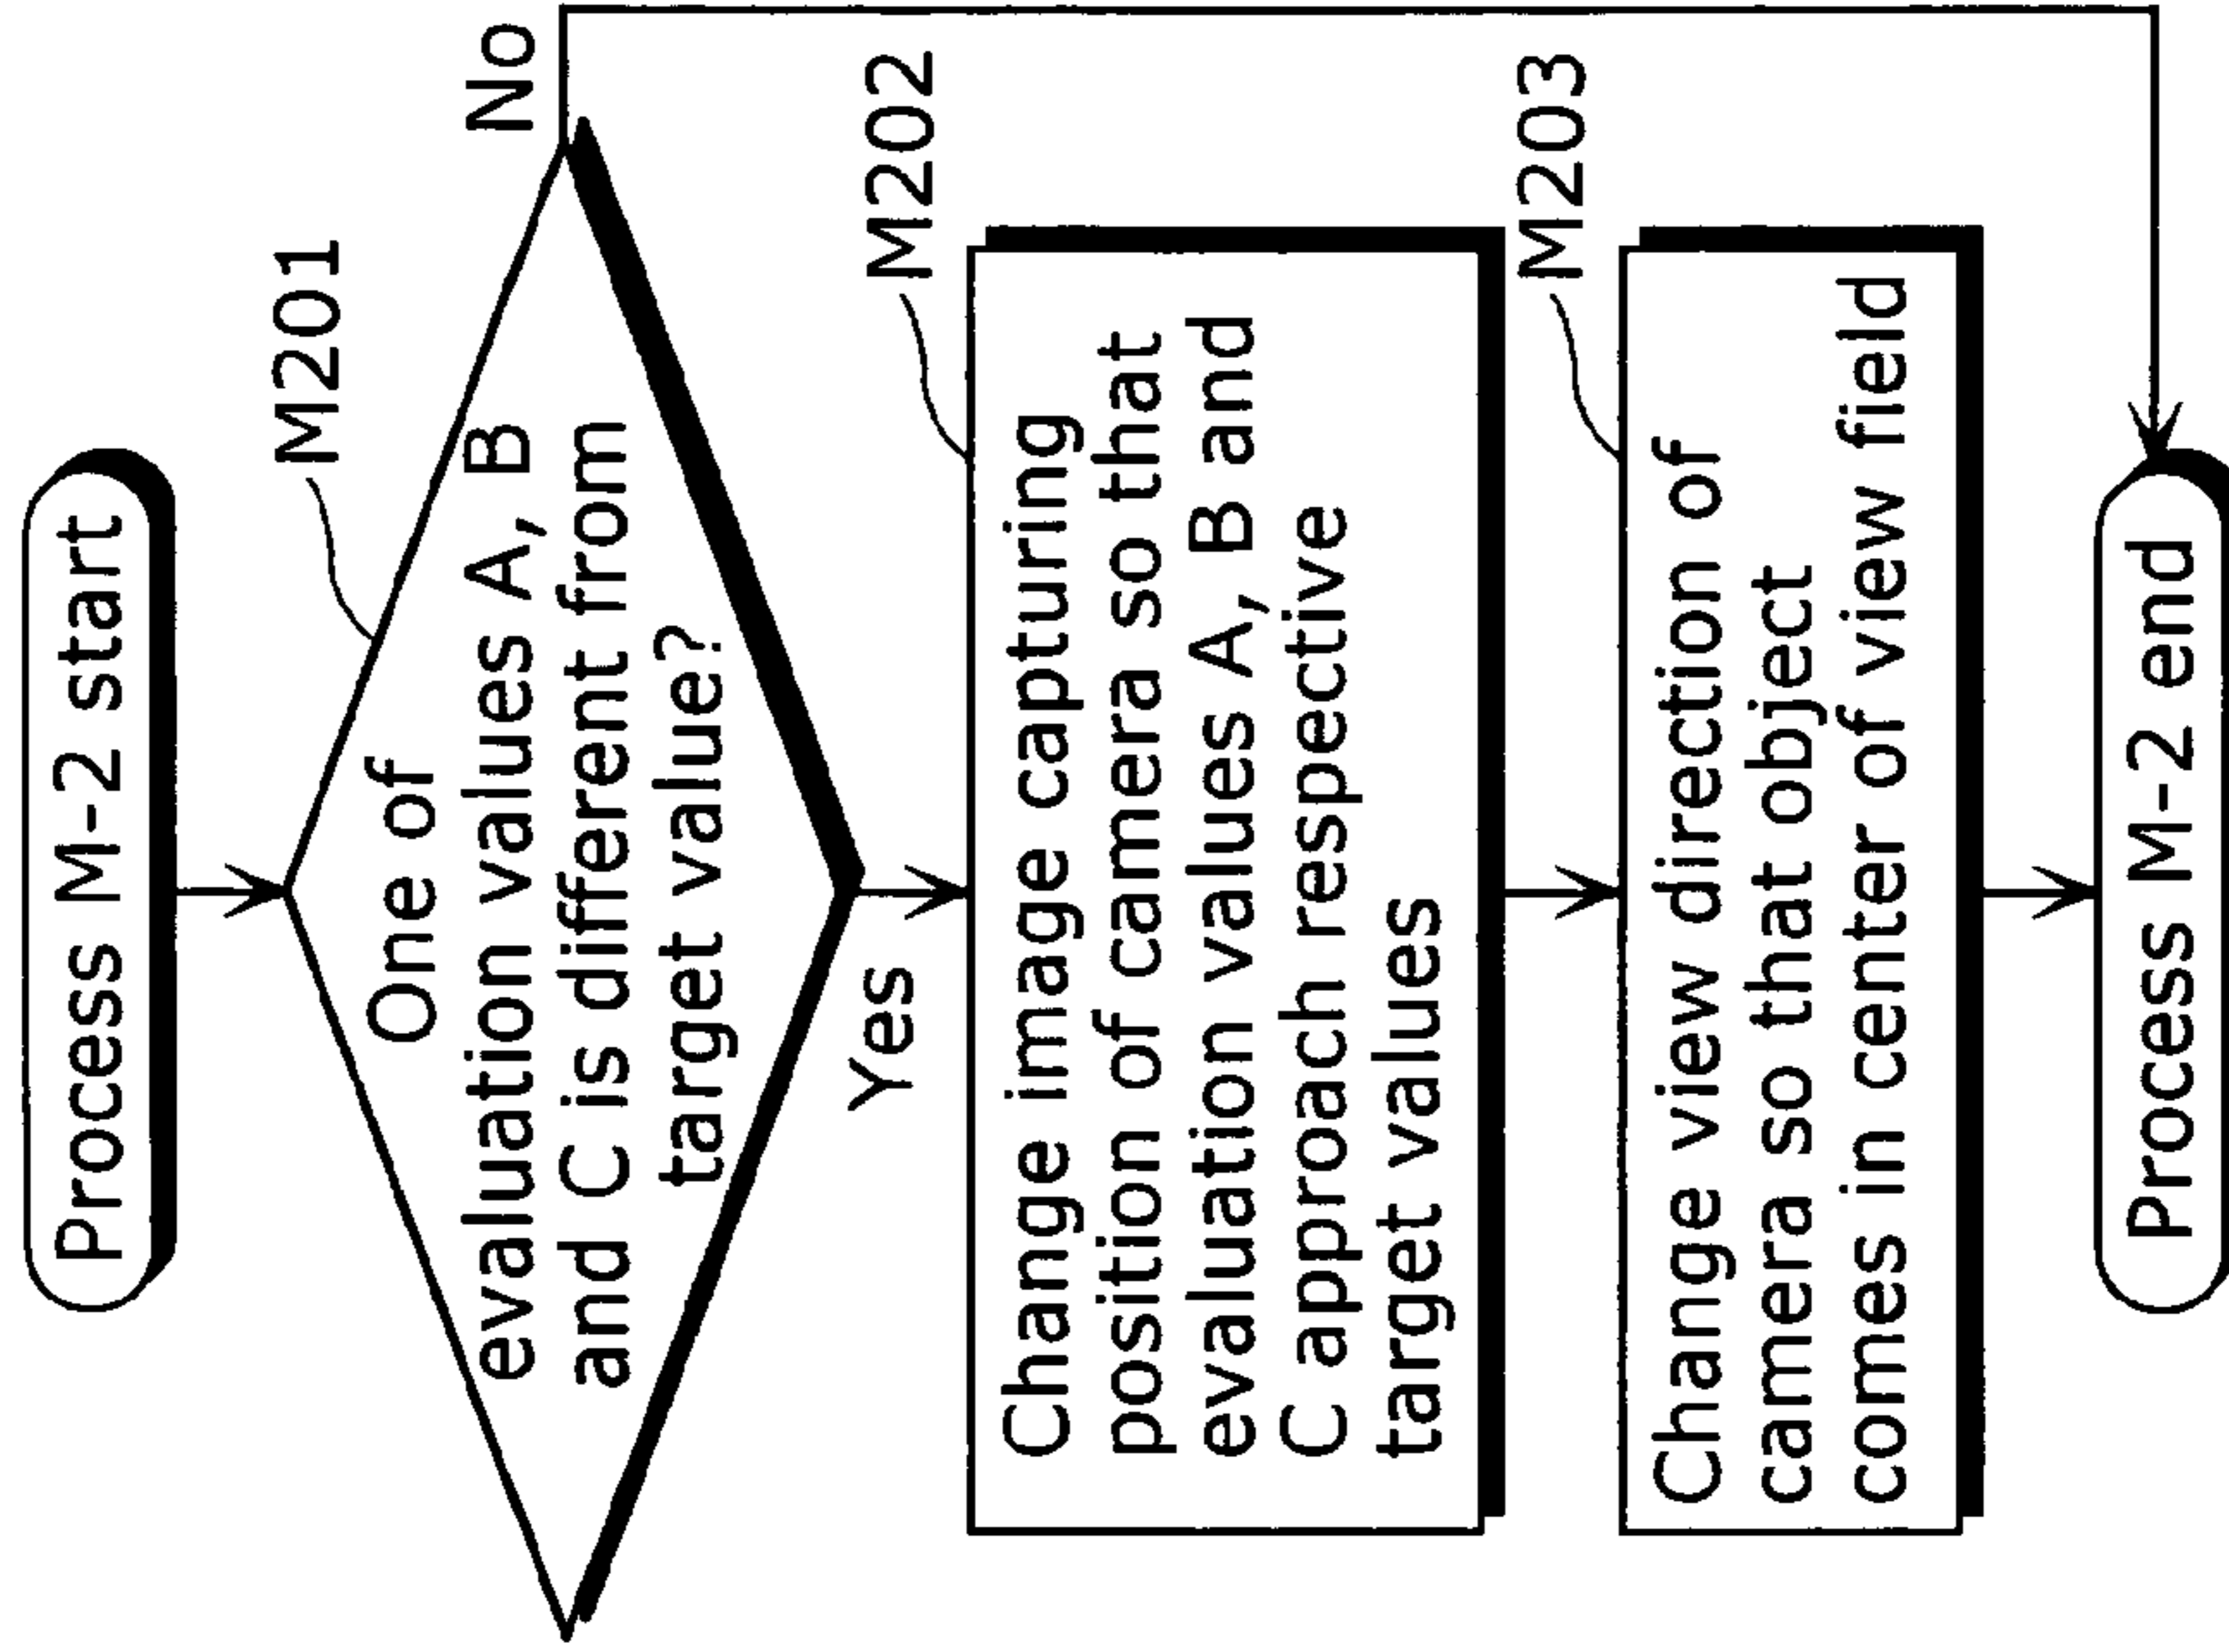 Process M-2 start
M201
One of
evaluation values A, B
and C is different from
target value?
No
Yes
M202
Change image capturing
position of camera so that
evaluation values A, B and
C approach respective
target values
M203
Change view direction of
camera so that object
comes in center of view field
Process M-2 end